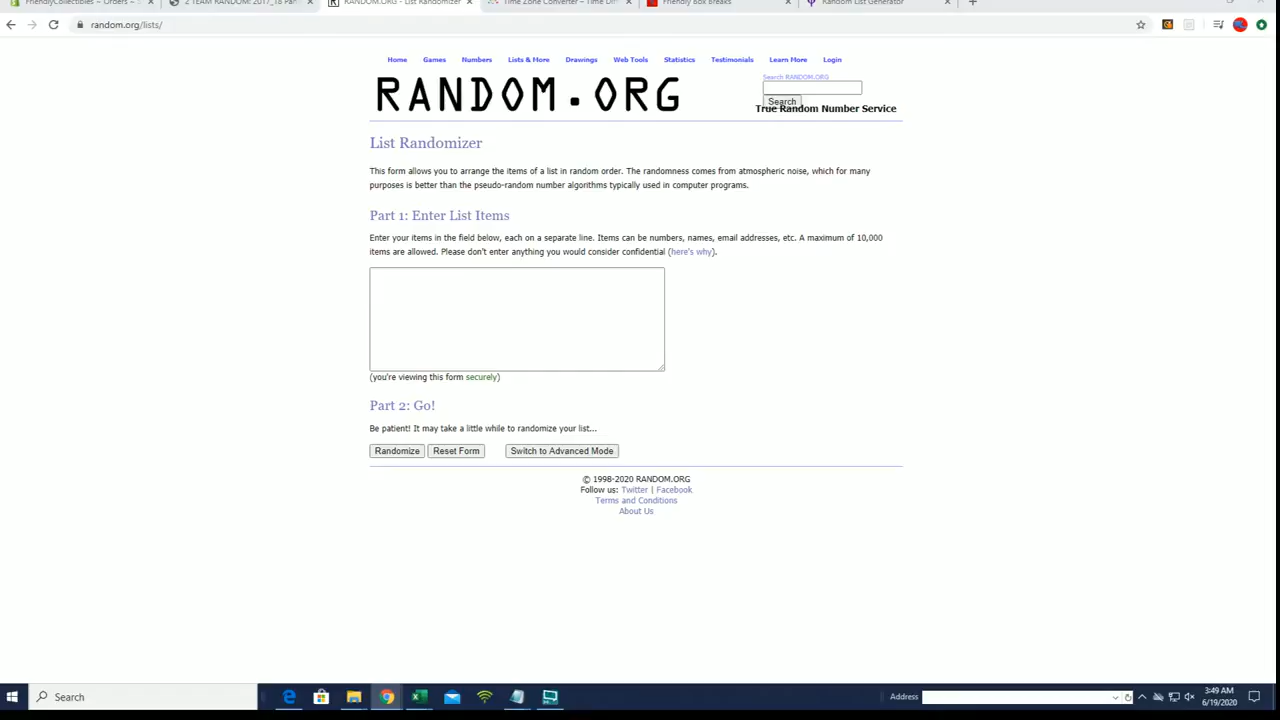 FriendlyCollectibles – Orders –
2 TEAM RANDOM: 2017_18 Pani
RANDOM.ORG - List Randomizer
Time Zone Converter – Time Dif
Friendly Box Breaks
Random List Generator
random.org/lists/
Home Games Numbers Lists & More Drawings Web Tools Statistics Testimonials Learn More Login
Search RANDOM.ORG
RANDOM.ORG
Search
True Random Number Service
List Randomizer
This form allows you to arrange the items of a list in random order. The randomness comes from atmospheric noise, which for many
purposes is better than the pseudo-random number algorithms typically used in computer programs.
Part 1: Enter List Items
Enter your items in the field below, each on a separate line. Items can be numbers, names, email addresses, etc. A maximum of 10,000
items are allowed. Please don't enter anything you would consider confidential (here's why).
(you're viewing this form securely)
Part 2: Go!
Be patient! It may take a little while to randomize your list...
Randomize Reset Form Switch to Advanced Mode
© 1998-2020 RANDOM.ORG
Follow us: Twitter | Facebook
Terms and Conditions
About Us
Search
Address
3:49 AM
6/19/2020